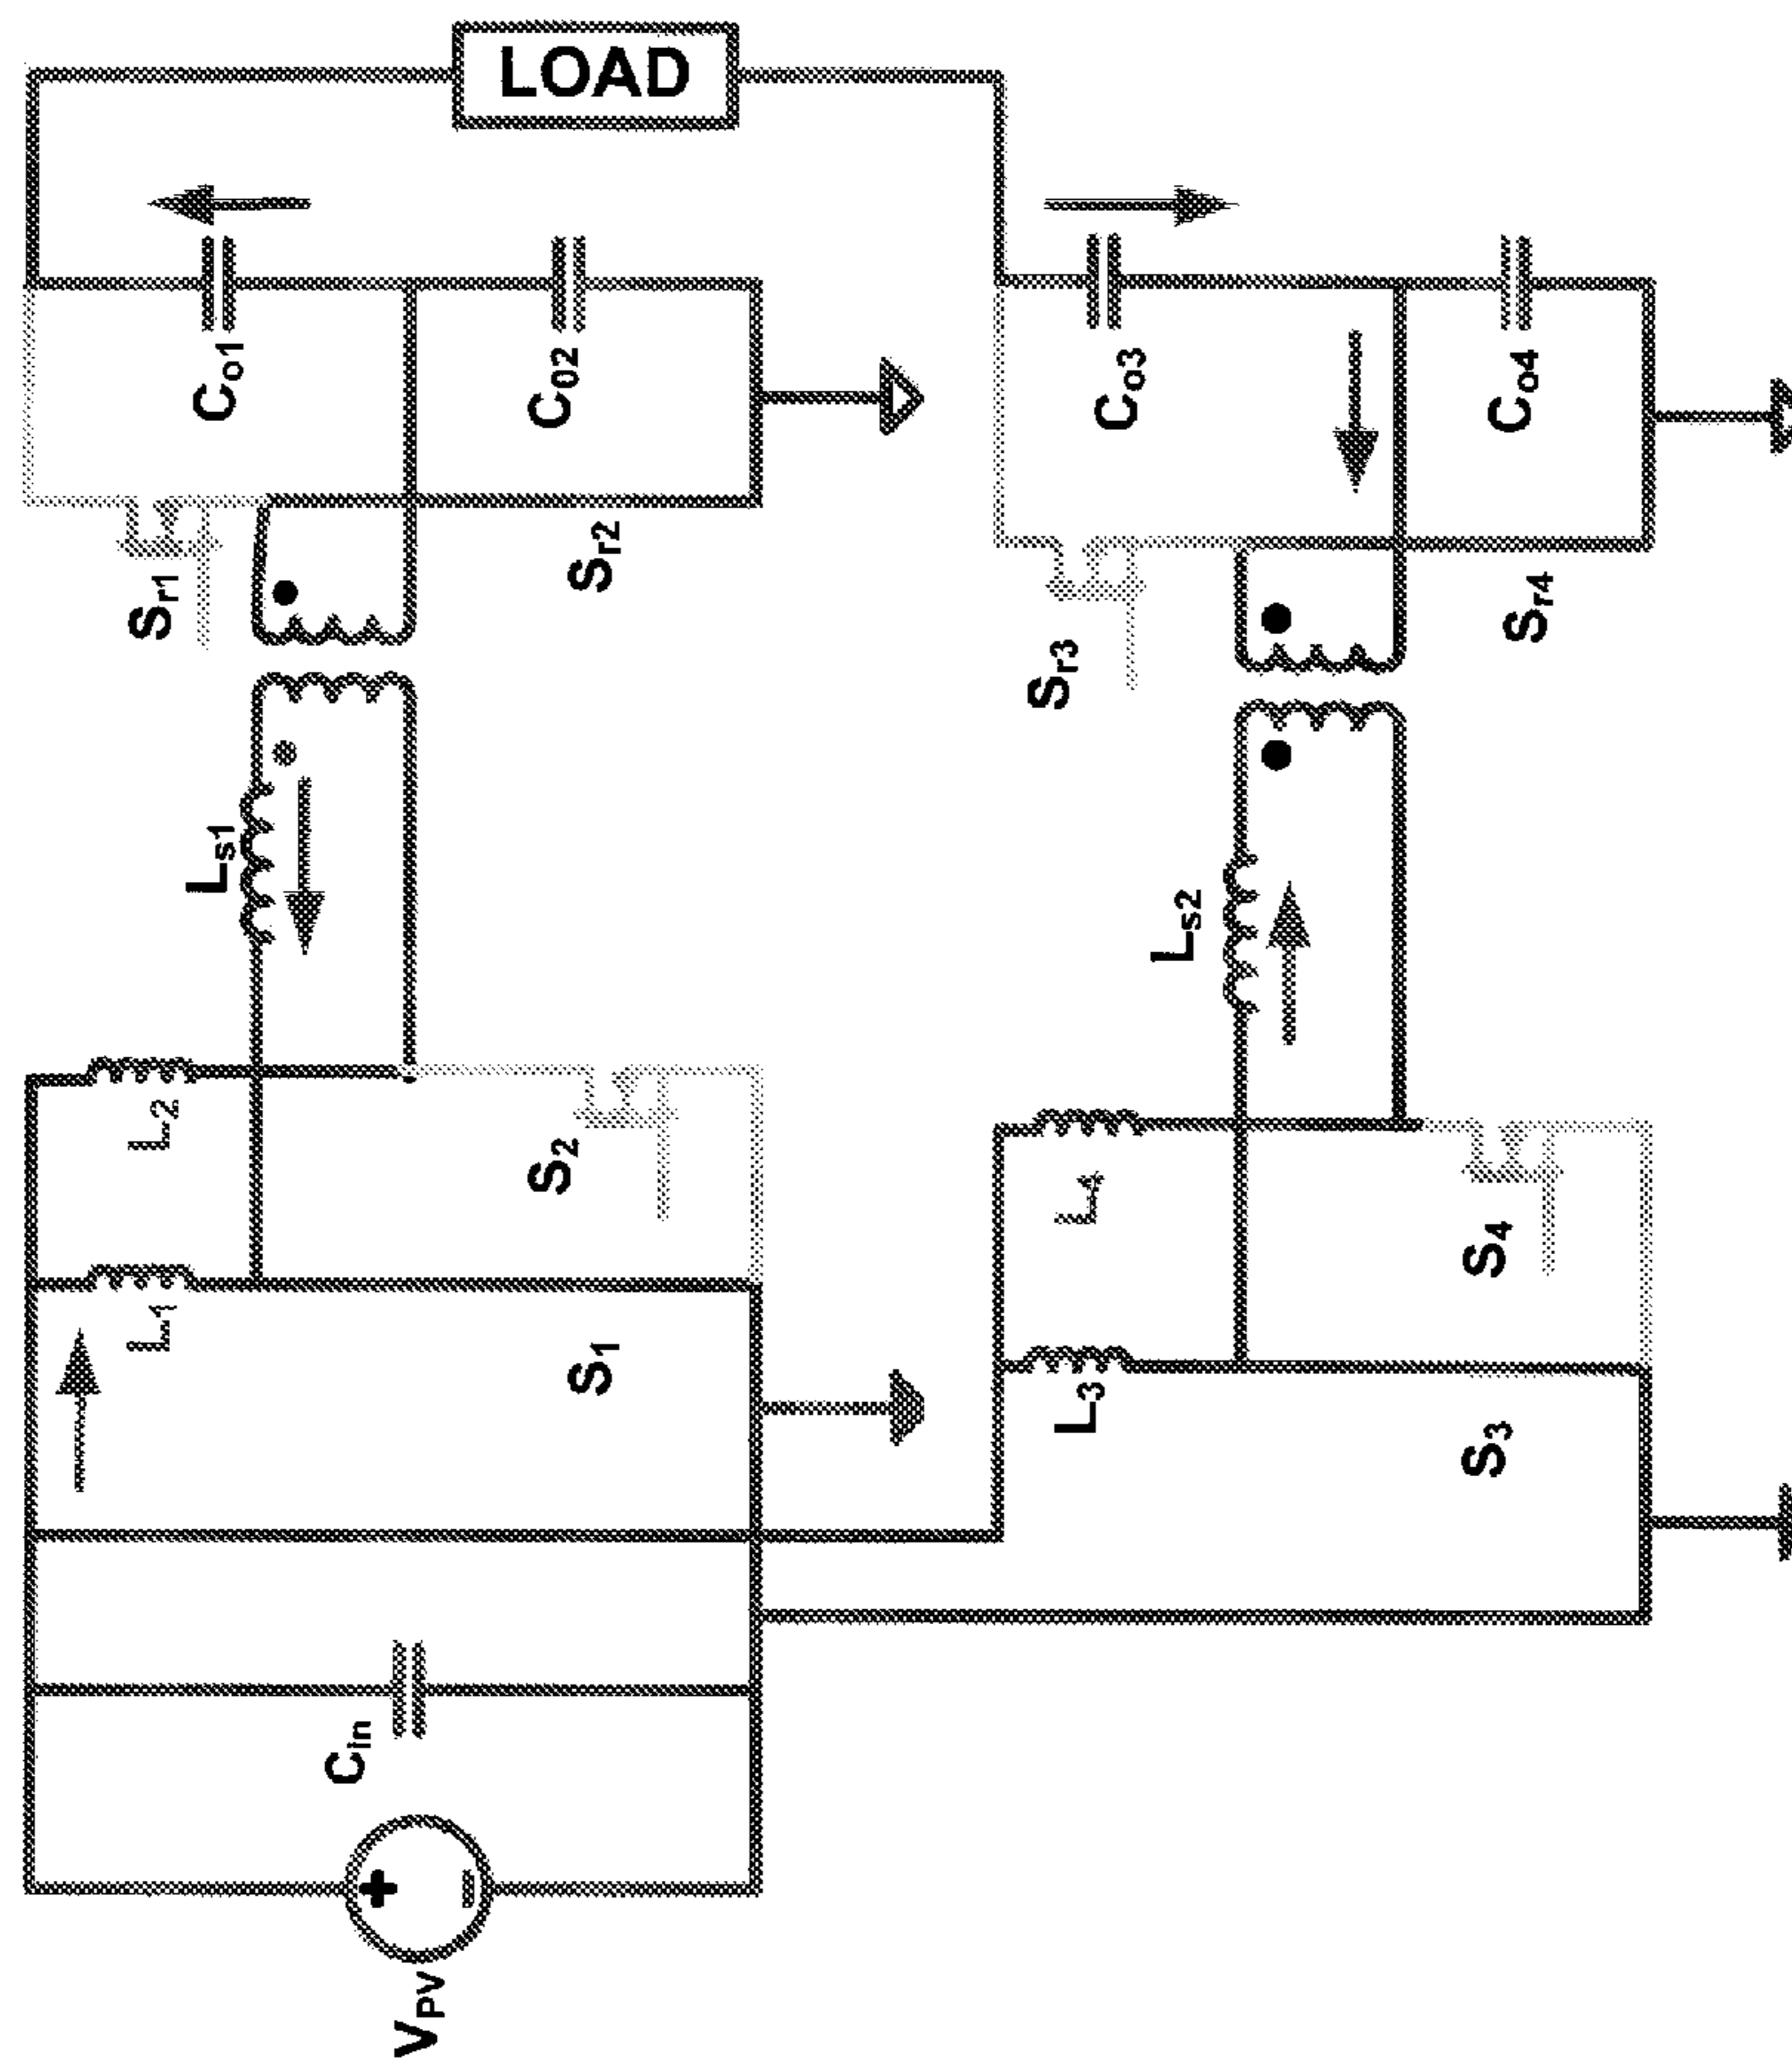 LOAD
Co1
C02
Co3
Co4
Sr1
Sr2
Sr3
Sr4
Ls1
Ls2
L2
S2
L4
S4
L1
S1
L3
S3
Cin
+
-
VPV